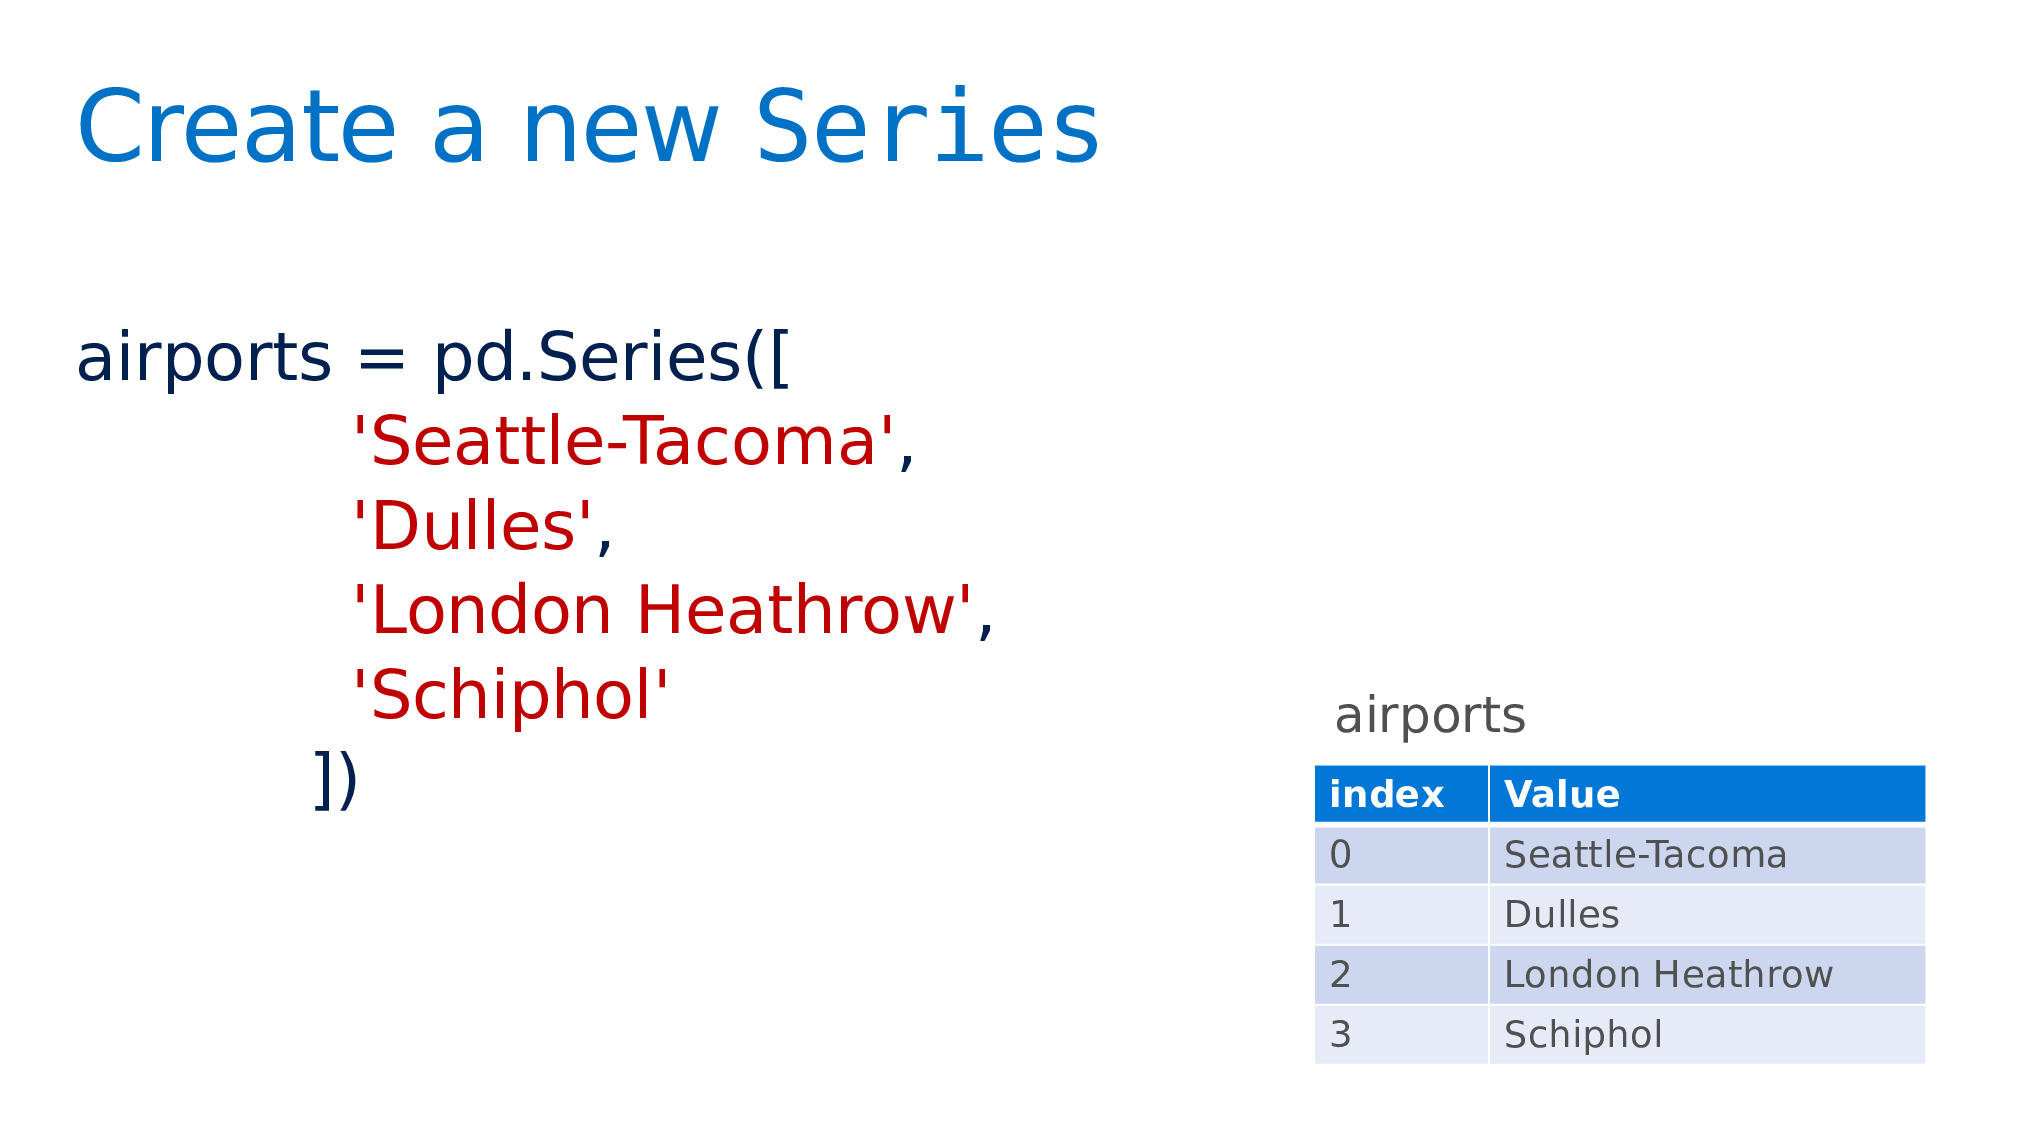 Create a new Series
airports = pd.Series([
'Seattle-Tacoma',
'Dulles',
'London Heathrow',
'Schiphol'
])
airports
index Value
0 Seattle-Tacoma
1 Dulles
2 London Heathrow
3 Schiphol